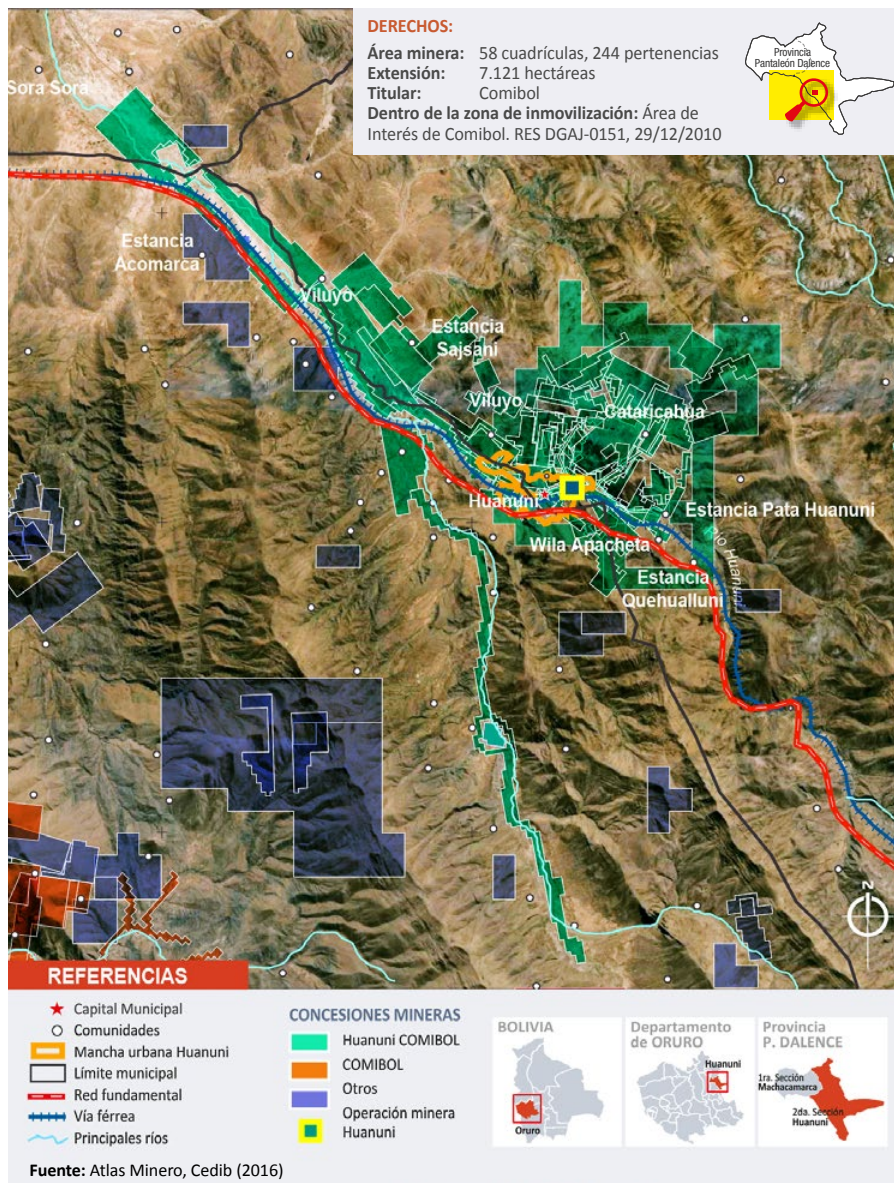 DERECHOS:
Área minera: 58 cuadrículas, 244 pertenencias
Extensión: 7.121 hectáreas
Titular: Comibol
Dentro de la zona de inmovilización: Área de
Interés de Comibol. RES DGAJ-0151, 29/12/2010
Provincia
Pantaleón Dalence
Sora Sora
Estancia
Acomarca
Viluyo
Estancia
Sajsani
Viluyo
Cataricahua
Huanuni
Estancia Pata Huanuni
Wila Apacheta
Río Huanuni
Estancia
Quehualluni
N
REFERENCIAS
Capital Municipal
Comunidades
Mancha urbana Huanuni
Límite municipal
Red fundamental
Vía férrea
Principales ríos
CONCESIONES MINERAS
Huanuni COMIBOL
COMIBOL
Otros
Operación minera
Huanuni
BOLIVIA
Oruro
Departamento
de ORURO
Huanuni
Provincia
P. DALENCE
1ra. Sección
Machacamarca
2da. Sección
Huanuni
Fuente: Atlas Minero, Cedib (2016)